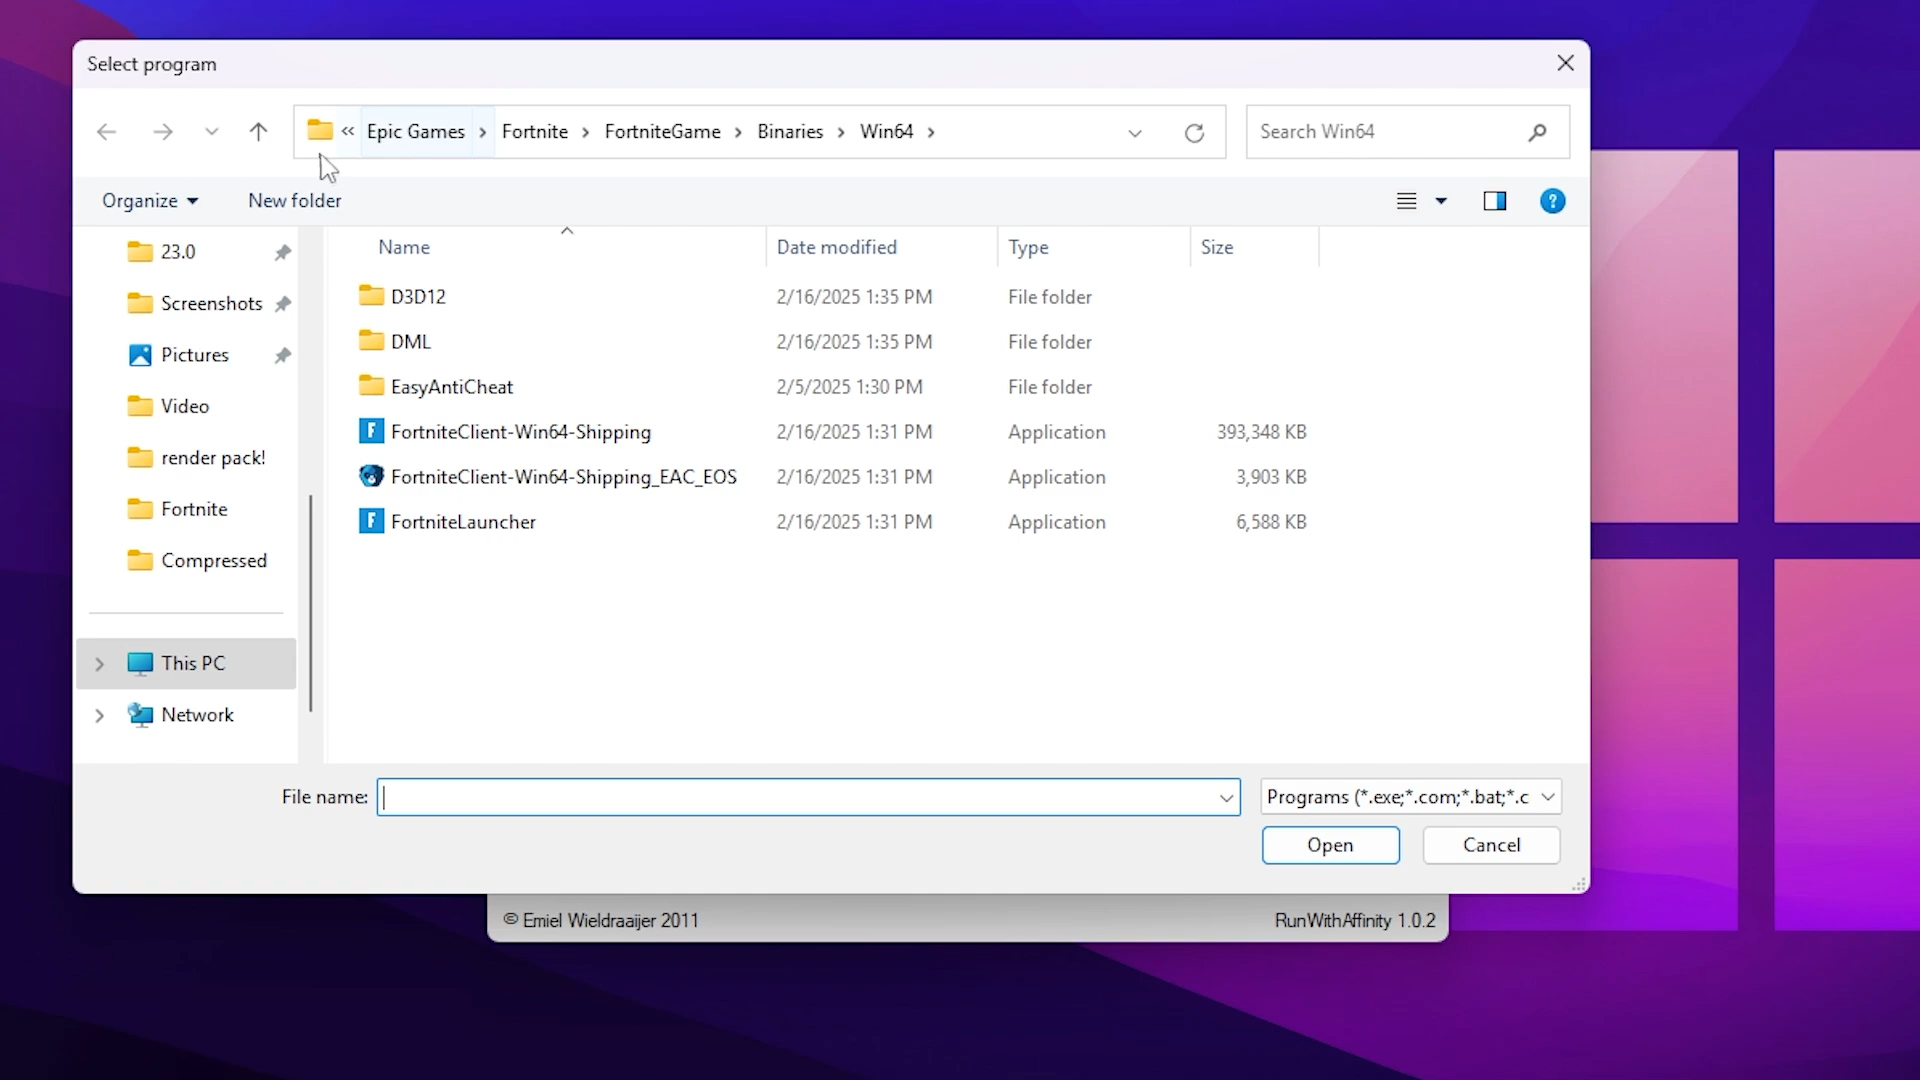 Select program
« Epic Games > Fortnite > FortniteGame > Binaries > Win64 >
Search Win64
Organize
New folder
?
Name
Date modified
Type
Size
23.0
Screenshots
Pictures
Video
render pack!
Fortnite
Compressed
This PC
Network
D3D12 2/16/2025 1:35 PM File folder
DML 2/16/2025 1:35 PM File folder
EasyAntiCheat 2/5/2025 1:30 PM File folder
FortniteClient-Win64-Shipping 2/16/2025 1:31 PM Application 393,348 KB
FortniteClient-Win64-Shipping_EAC_EOS 2/16/2025 1:31 PM Application 3,903 KB
FortniteLauncher 2/16/2025 1:31 PM Application 6,588 KB
File name:
Programs (*.exe;*.com;*.bat;*.c
Open
Cancel
© Emiel Wieldraaijer 2011
RunWithAffinity 1.0.2